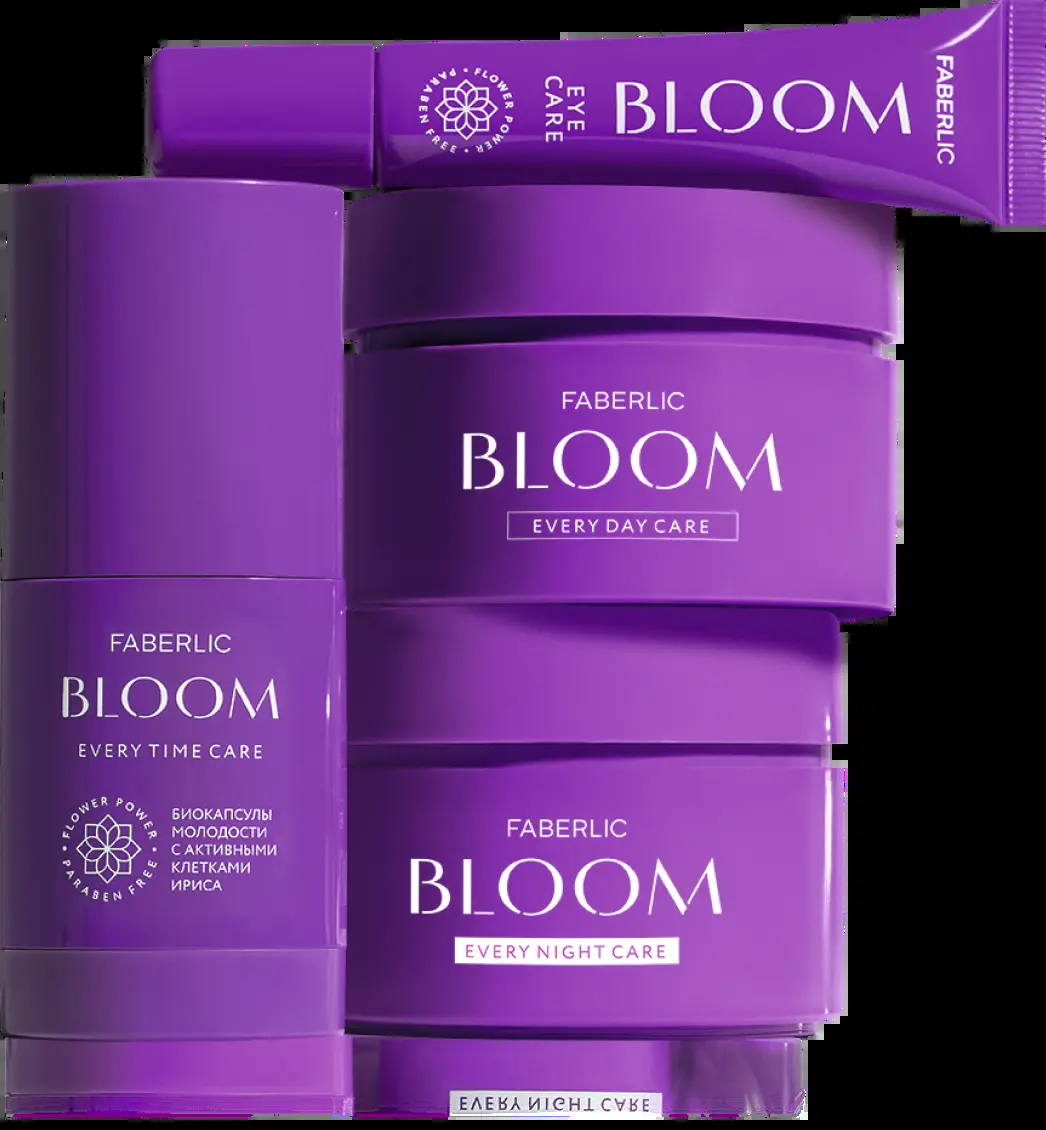 FLOWER POWER • PARABEN FREE •
EYE
CARE
BLOOM
FABERLIC
FABERLIC
BLOOM
EVERY DAY CARE
FABERLIC
BLOOM
EVERY TIME CARE
FLOWER POWER • PARABEN FREE •
БИОКАПСУЛЫ
МОЛОДОСТИ
С АКТИВНЫМИ
КЛЕТКАМИ
ИРИСА
FABERLIC
BLOOM
EVERY NIGHT CARE
EVERY NIGHT CARE